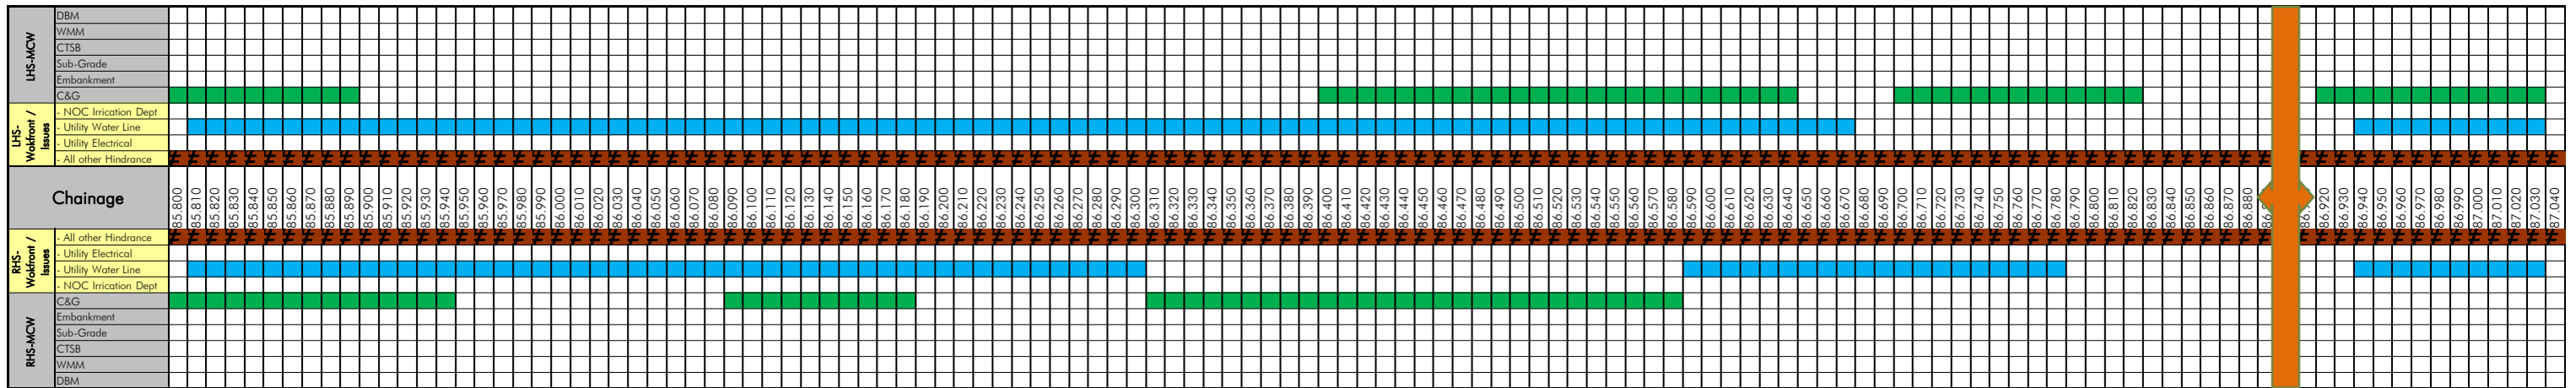 LHS-MCW
DBM
WMM
CTSB
Sub-Grade
Embankment
C&G
LHS-
Wokfront /
Issues
- NOC Irrication Dept
- Utility Water Line
- Utility Electrical
- All other Hindrance
Chainage
85.800 85.810 85.820 85.830 85.840 85.850 85.860 85.870 85.880 85.890 85.900 85.910 85.920 85.930 85.940 85.950 85.960 85.970 85.980 85.990 86.000 86.010 86.020 86.030 86.040 86.050 86.060 86.070 86.080 86.090 86.100 86.110 86.120 86.130 86.140 86.150 86.160 86.170 86.180 86.190 86.200 86.210 86.220 86.230 86.240 86.250 86.260 86.270 86.280 86.290 86.300 86.310 86.320 86.330 86.340 86.350 86.360 86.370 86.380 86.390 86.400 86.410 86.420 86.430 86.440 86.450 86.460 86.470 86.480 86.490 86.500 86.510 86.520 86.530 86.540 86.550 86.560 86.570 86.580 86.590 86.600 86.610 86.620 86.630 86.640 86.650 86.660 86.670 86.680 86.690 86.700 86.710 86.720 86.730 86.740 86.750 86.760 86.770 86.780 86.790 86.800 86.810 86.820 86.830 86.840 86.850 86.860 86.870 86.880 86.920 86.930 86.940 86.950 86.960 86.970 86.980 86.990 87.000 87.010 87.020 87.030 87.040
RHS-
Wokfront /
Issues
- All other Hindrance
- Utility Electrical
- Utility Water Line
- NOC Irrication Dept
RHS-MCW
C&G
Embankment
Sub-Grade
CTSB
WMM
DBM